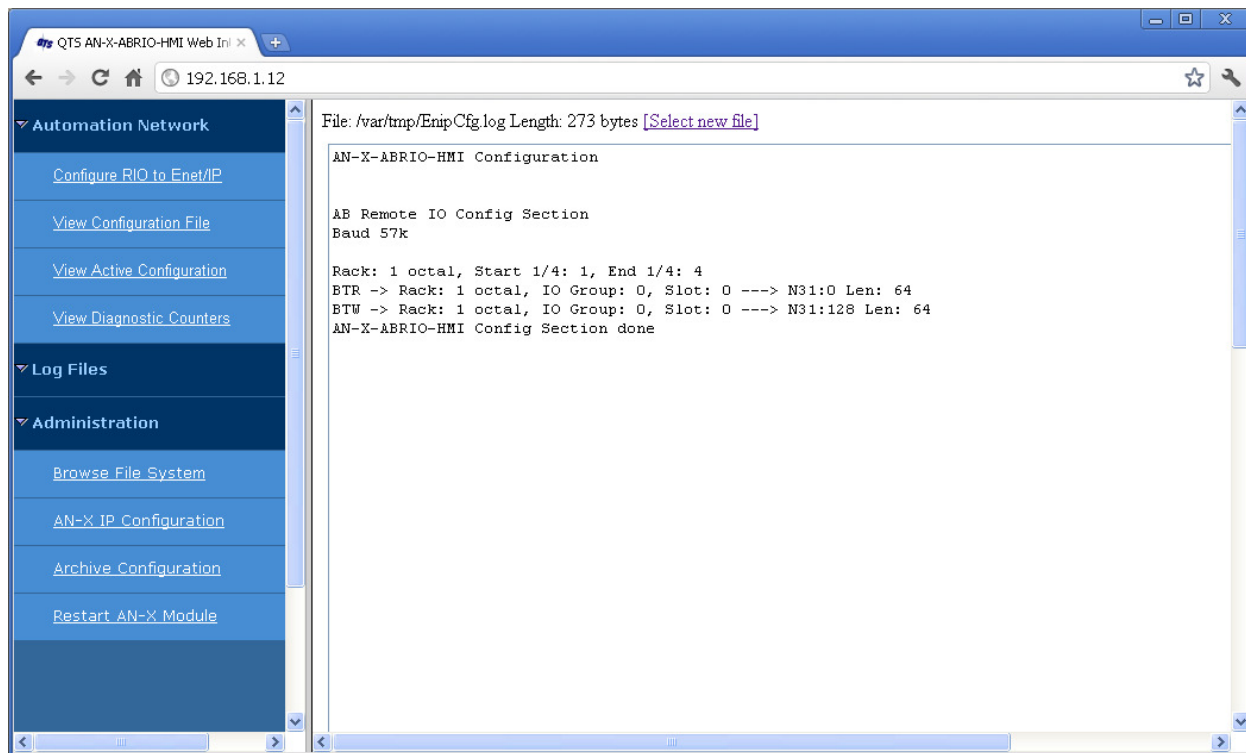 QTS AN-X-ABRIO-HMI Web In
192.168.1.12
Automation Network
Configure RIO to Enet/IP
View Configuration File
View Active Configuration
View Diagnostic Counters
Log Files
Administration
Browse File System
AN-X IP Configuration
Archive Configuration
Restart AN-X Module
File: /var/tmp/EnipCfg.log Length: 273 bytes [Select new file]
AN-X-ABRIO-HMI Configuration
AB Remote IO Config Section
Baud 57k
Rack: 1 octal, Start 1/4: 1, End 1/4: 4
BTR -> Rack: 1 octal, IO Group: 0, Slot: 0 ---> N31:0 Len: 64
BTW -> Rack: 1 octal, IO Group: 0, Slot: 0 ---> N31:128 Len: 64
AN-X-ABRIO-HMI Config Section done